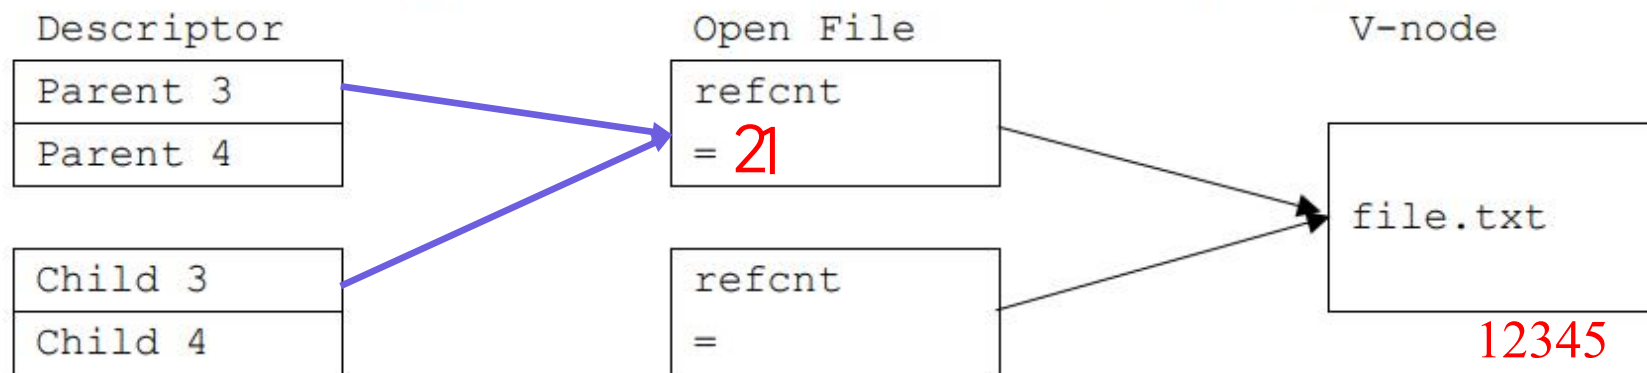 Descriptor Open File V-node
Parent 3 refcnt
Parent 4 = 21
file.txt
Child 3 refcnt
Child 4 =
12345